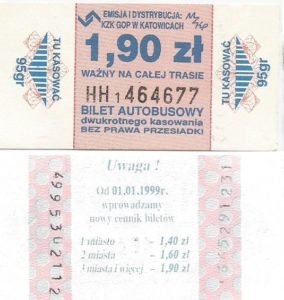 EMISJA I DYSTRYBUCJA:
KZK GOP W KATOWICACH
1,90 zł
WAŻNY NA CAŁEJ TRASIE
HH 1 464677
BILET AUTOBUSOWY
dwukrotnego kasowania
BEZ PRAWA PRZESIADKI
TU KASOWAĆ
95gr
TU KASOWAĆ
95gr
Uwaga !
Od 01.01.1999r.
wprowadzamy
nowy cennik biletów
1 miasto - 1,40 zł
2 miasta - 1,60 zł
3 miasta i więcej - 1,90 zł